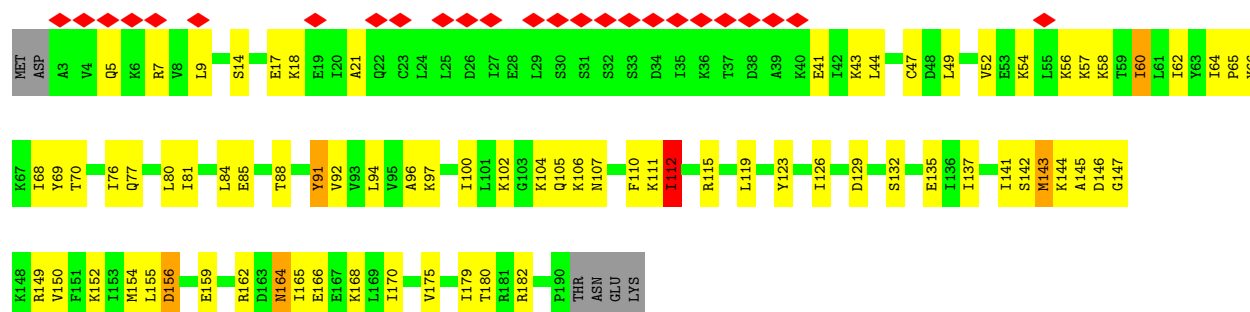 MET ASP A3 V4 Q5 K6 R7 V8 L9 S14 E17 K18 E19 I20 A21 Q22 C23 L24 L25 D26 I27 E28 L29 S30 S31 S32 S33 D34 I35 K36 T37 D38 A39 K40 E41 I42 K43 L44 C47 D48 L49 V52 E53 K54 L55 K56 K57 K58 T59 I60 L61 I62 Y63 I64 P65
K67 I68 Y69 T70 I76 Q77 L80 I81 L84 E85 T88 Y91 V92 V93 L94 V95 A96 K97 I100 L101 K102 G103 K104 Q105 K106 N107 F110 K111 I112 R115 L119 Y123 I126 D129 S132 E135 I136 I137 I141 S142 M143 K144 A145 D146 G147
K148 R149 V150 F151 K152 I153 M154 L155 D156 E159 R162 D163 N164 I165 E166 E167 K168 L169 I170 V175 I179 T180 R181 R182 P190 THR ASN GLU LYS